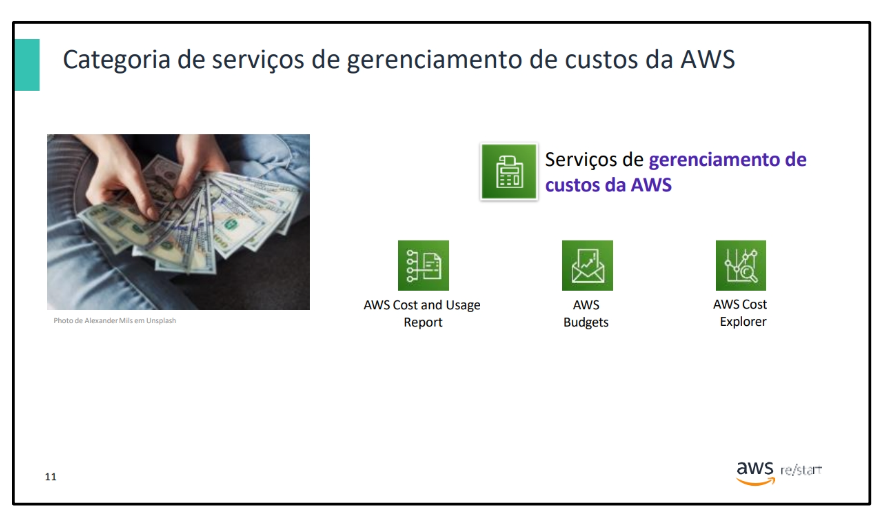 Categoria de serviços de gerenciamento de custos da AWS
Serviços de gerenciamento de
custos da AWS
AWS Cost and Usage
Report
AWS
Budgets
AWS Cost
Explorer
Photo de Alexander Mils em Unsplash
11
aws re/start